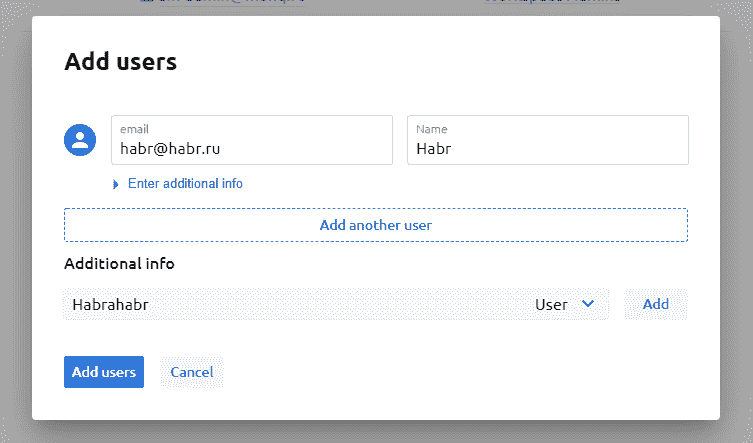 Add users
email
habr@habr.ru
Name
Habr
Enter additional info
Add another user
Additional info
Habrahabr User Add
Add users Cancel